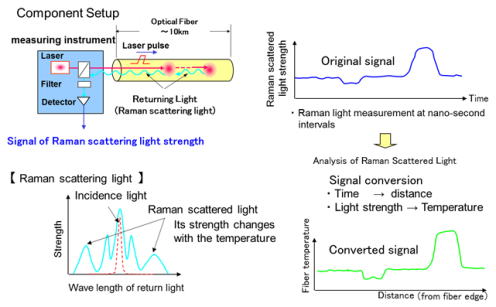 Component Setup
measuring instrument
Optical Fiber
～10km
Laser pulse
Laser
Filter
Detector
Returning Light
(Raman scattering light)
Signal of Raman scattering light strength
【 Raman scattering light 】
Incidence light
Raman scattered light
Its strength changes
with the temperature
Strength
Wave length of return light
Raman scattered
light strength
Original signal
Time
・ Raman light measurement at nano-second
intervals
Analysis of Raman Scattered Light
Signal conversion
・ Time → distance
・ Light strength → Temperature
Fiber temperature
Converted signal
Distance (from fiber edge)